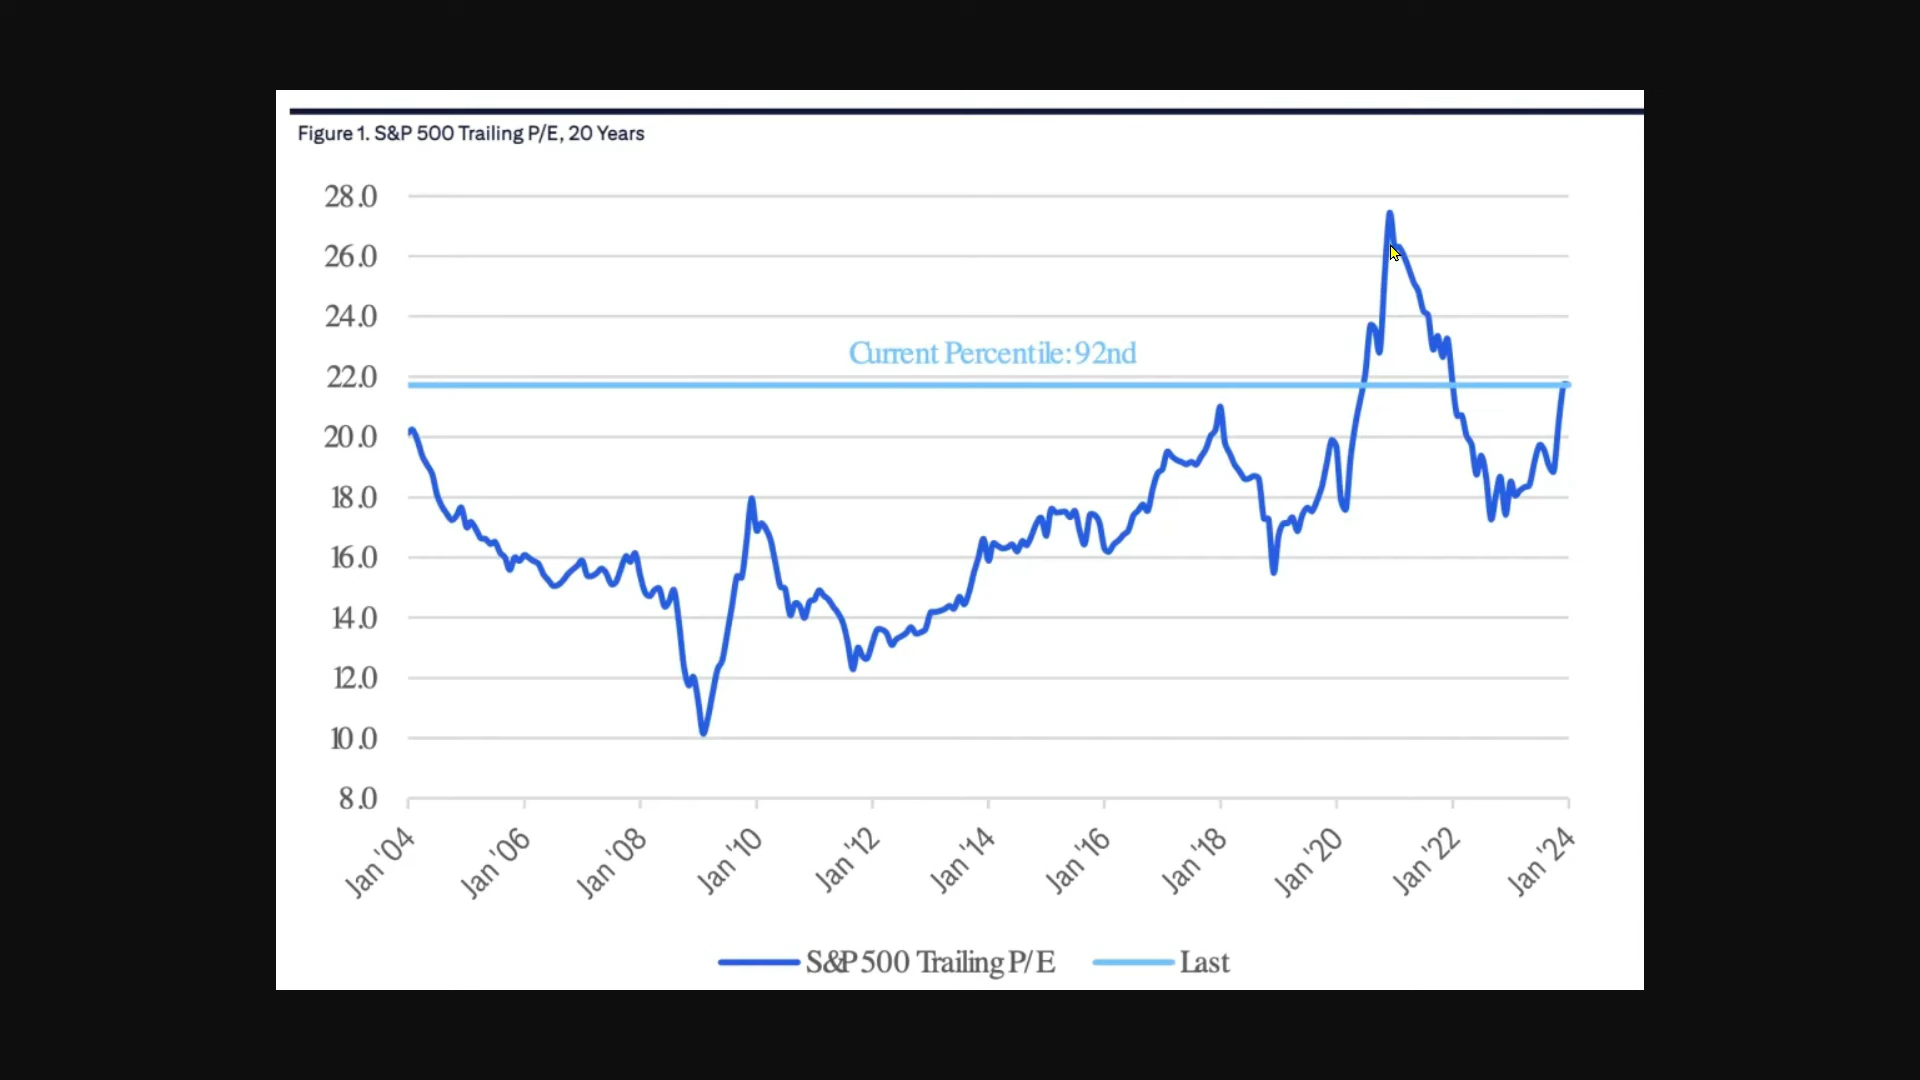 Figure 1. S&P 500 Trailing P/E, 20 Years
28.0
26.0
24.0
Current Percentile: 92nd
22.0
20.0
18.0
16.0
14.0
12.0
10.0
8.0
Jan '04 Jan '06 Jan '08 Jan '10 Jan '12 Jan '14 Jan '16 Jan '18 Jan '20 Jan '22 Jan '24
S&P 500 Trailing P/E Last